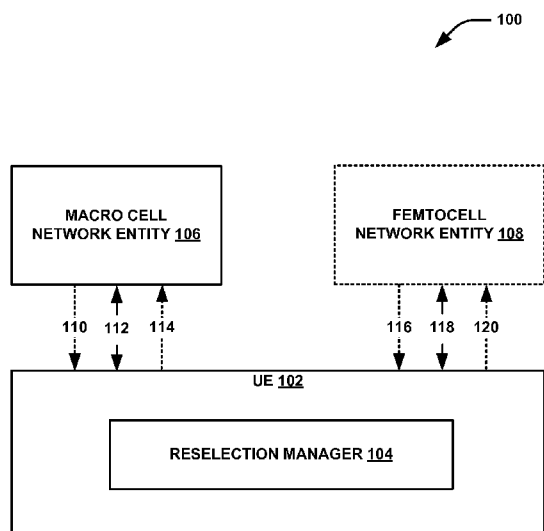 100
MACRO CELL
NETWORK ENTITY 106
FEMTOCELL
NETWORK ENTITY 108
110 112 114
116 118 120
UE 102
RESELECTION MANAGER 104